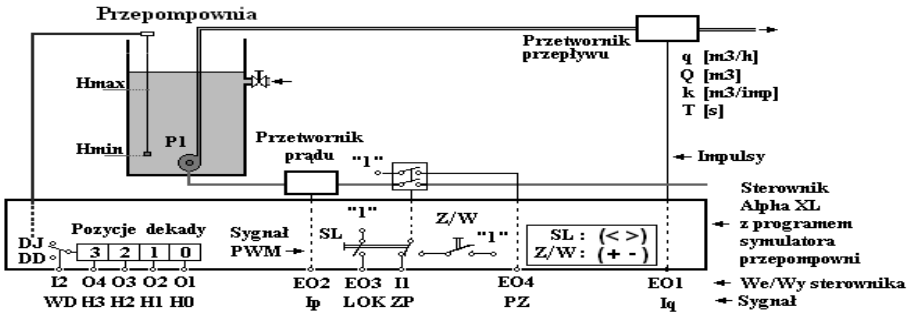 Przepompownia
Przetwornik
przepływu
q [m3/h]
Q [m3]
k [m3/imp]
T [s]
Hmax
Hmin
P1
Przetwornik
prądu
"1"
Impulsy
Sterownik
Alpha XL
z programem
symulatora
przepompowni
DJ
DD
Pozycje dekady
3 2 1 0
Sygnał
PWM
"1"
SL
Z/W
"1"
SL : (< >)
Z/W : (+ -)
I2 O4 O3 O2 O1 EO2 EO3 I1 EO4 EO1 We/Wy sterownika
WD H3 H2 H1 H0 Ip LOK ZP PZ Iq Sygnał